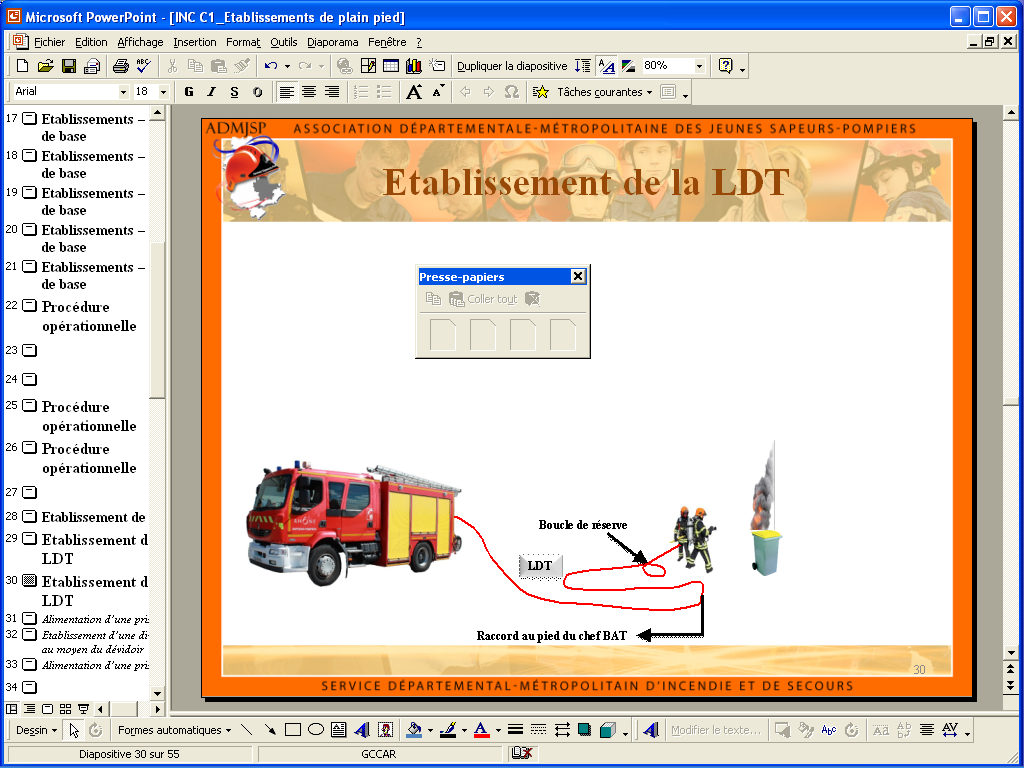 Microsoft PowerPoint - [INC C1_Etablissements de plain pied]
Fichier Edition Affichage Insertion Format Outils Diaporama Fenêtre ?
Dupliquer la diapositive 80%
Arial 18 G I S O Tâches courantes
17 Etablissements –
de base
18 Etablissements –
de base
19 Etablissements –
de base
20 Etablissements –
de base
21 Etablissements –
de base
22 Procédure
opérationnelle
23
24
25 Procédure
opérationnelle
26 Procédure
opérationnelle
27
28 Etablissement de
29 Etablissement d
LDT
30 Etablissement d
LDT
31 Alimentation d'une pri
32 Etablissement d'une di
au moyen du dévidoir
33 Alimentation d'une pri
34
ADMJSP ASSOCIATION DÉPARTEMENTALE-MÉTROPOLITAINE DES JEUNES SAPEURS-POMPIERS
Etablissement de la LDT
Presse-papiers
Coller tout
Boucle de réserve
LDT
Raccord au pied du chef BAT
30
SERVICE DÉPARTEMENTAL-MÉTROPOLITAIN D'INCENDIE ET DE SECOURS
Dessin Formes automatiques Modifier le texte...
Diapositive 30 sur 55 GCCAR